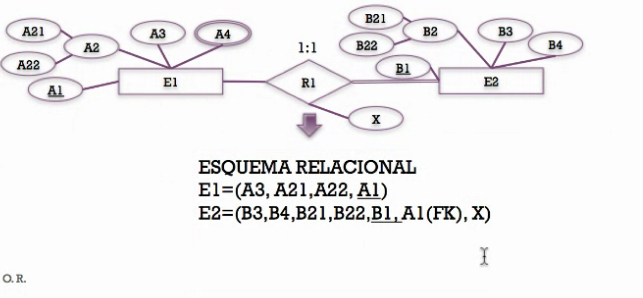 B21
A21
A3
A4
B2
B3
A2
B22
B4
1:1
A22
B1
E1
R1
E2
A1
X
ESQUEMA RELACIONAL
E1=(A3, A21,A22, A1)
E2=(B3,B4,B21,B22,B1, A1(FK), X)
O. R.